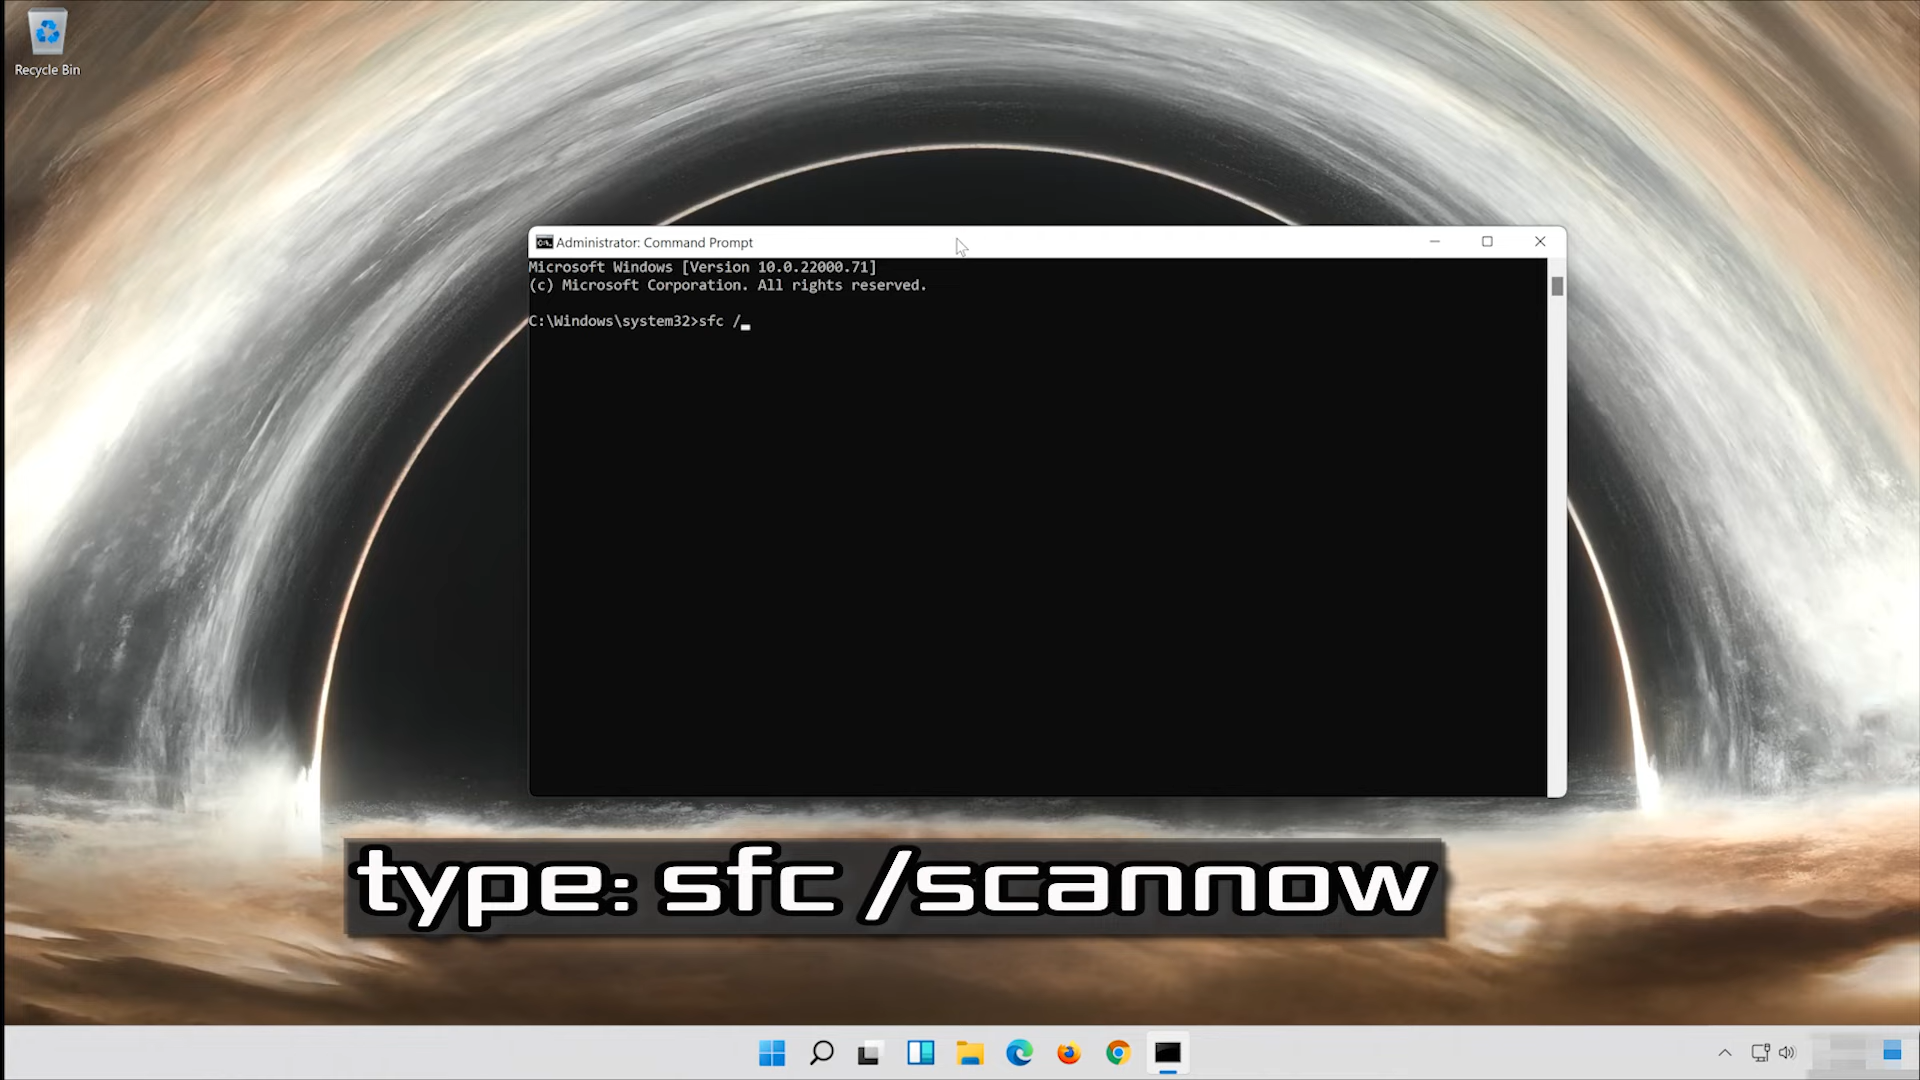 Recycle Bin
Administrator: Command Prompt
Microsoft Windows [Version 10.0.22000.71]
(c) Microsoft Corporation. All rights reserved.
C:\Windows\system32>sfc /
type: sfc /scannow